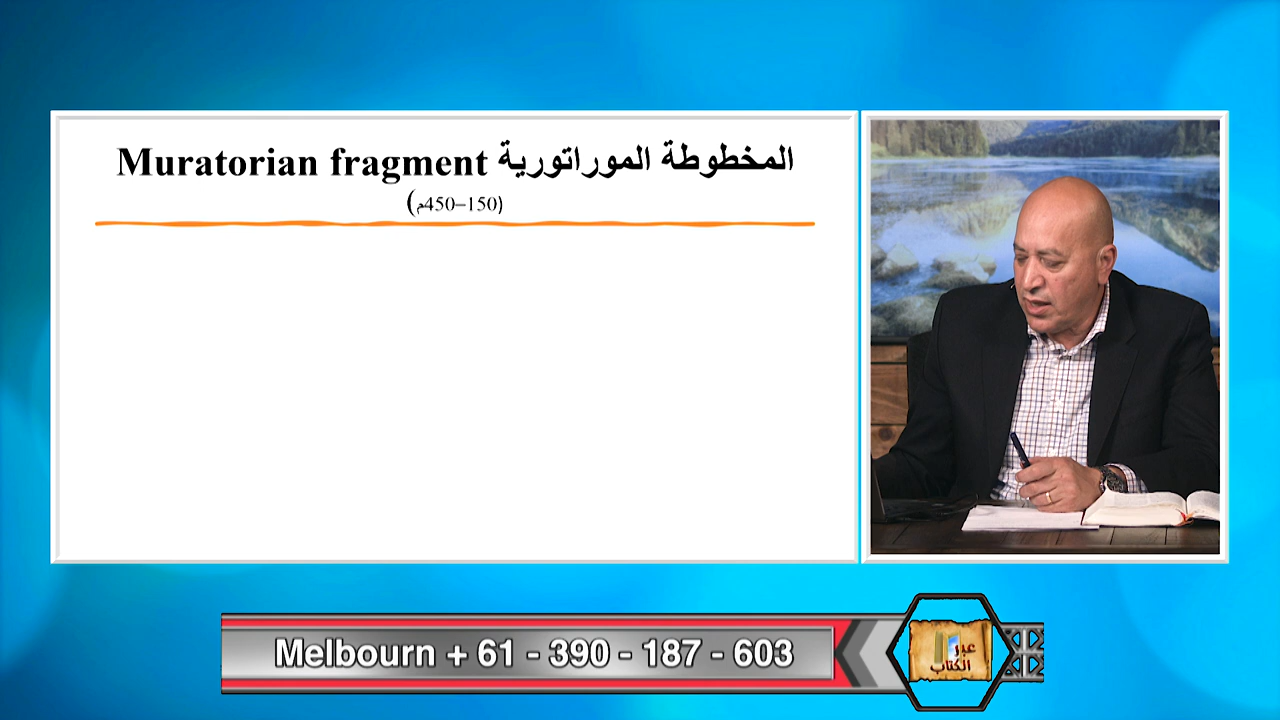 المخطوطة الموراتورية Muratorian fragment
(150–450م)
Melbourn + 61 - 390 - 187 - 603
عبر
الكتاب